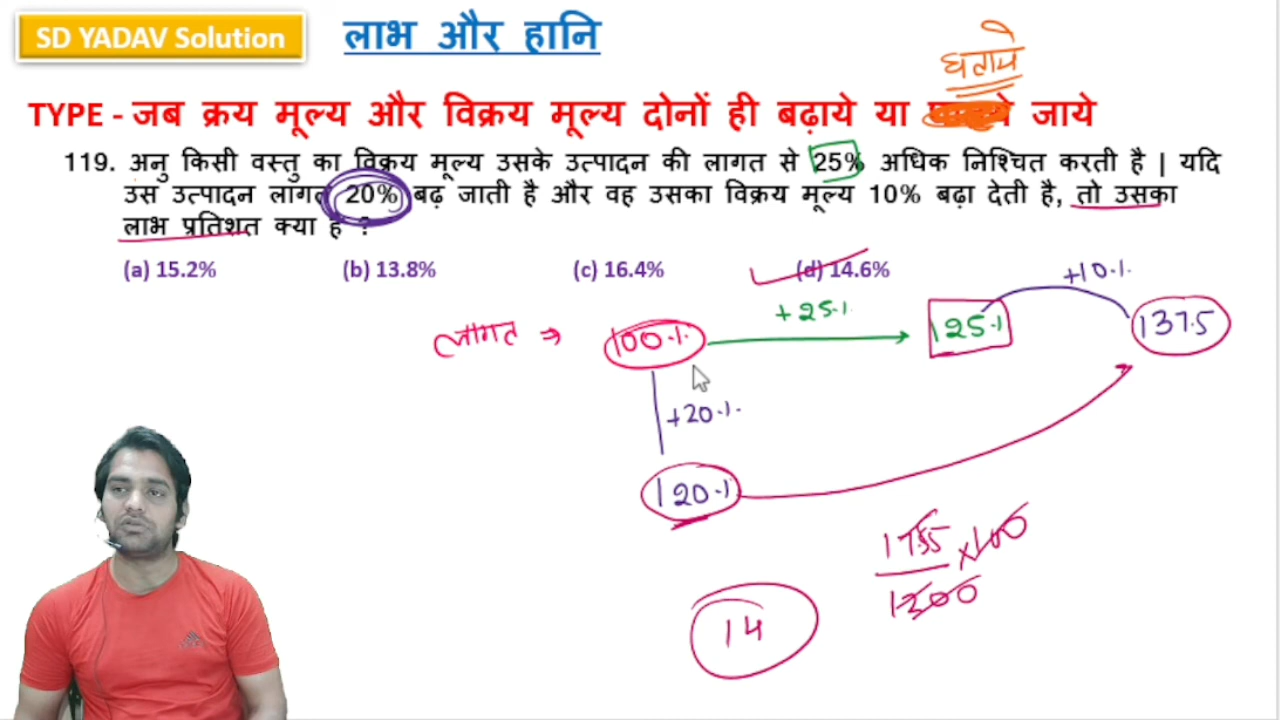 SD YADAV Solution
लाभ और हानि
घटाये
TYPE - जब क्रय मूल्य और विक्रय मूल्य दोनों ही बढ़ाये या जाये
119. अनु किसी वस्तु का विक्रय मूल्य उसके उत्पादन की लागत से 25% अधिक निश्चित करती है | यदि
उस उत्पादन लागत 20% बढ़ जाती है और वह उसका विक्रय मूल्य 10% बढ़ा देती है, तो उसका
लाभ प्रतिशत क्या है ?
(a) 15.2% (b) 13.8% (c) 16.4% (d) 14.6%
लागत ⇒ 100% +25% 125% +10% 137.5
+20%
120%
×100
1200
14